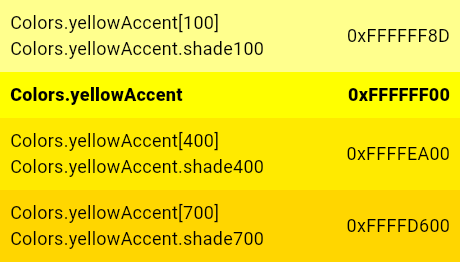 Colors.yellowAccent[100]
Colors.yellowAccent.shade100
0xFFFFFF8D
Colors.yellowAccent
0xFFFFFF00
Colors.yellowAccent[400]
Colors.yellowAccent.shade400
0xFFFFEA00
Colors.yellowAccent[700]
Colors.yellowAccent.shade700
0xFFFFD600